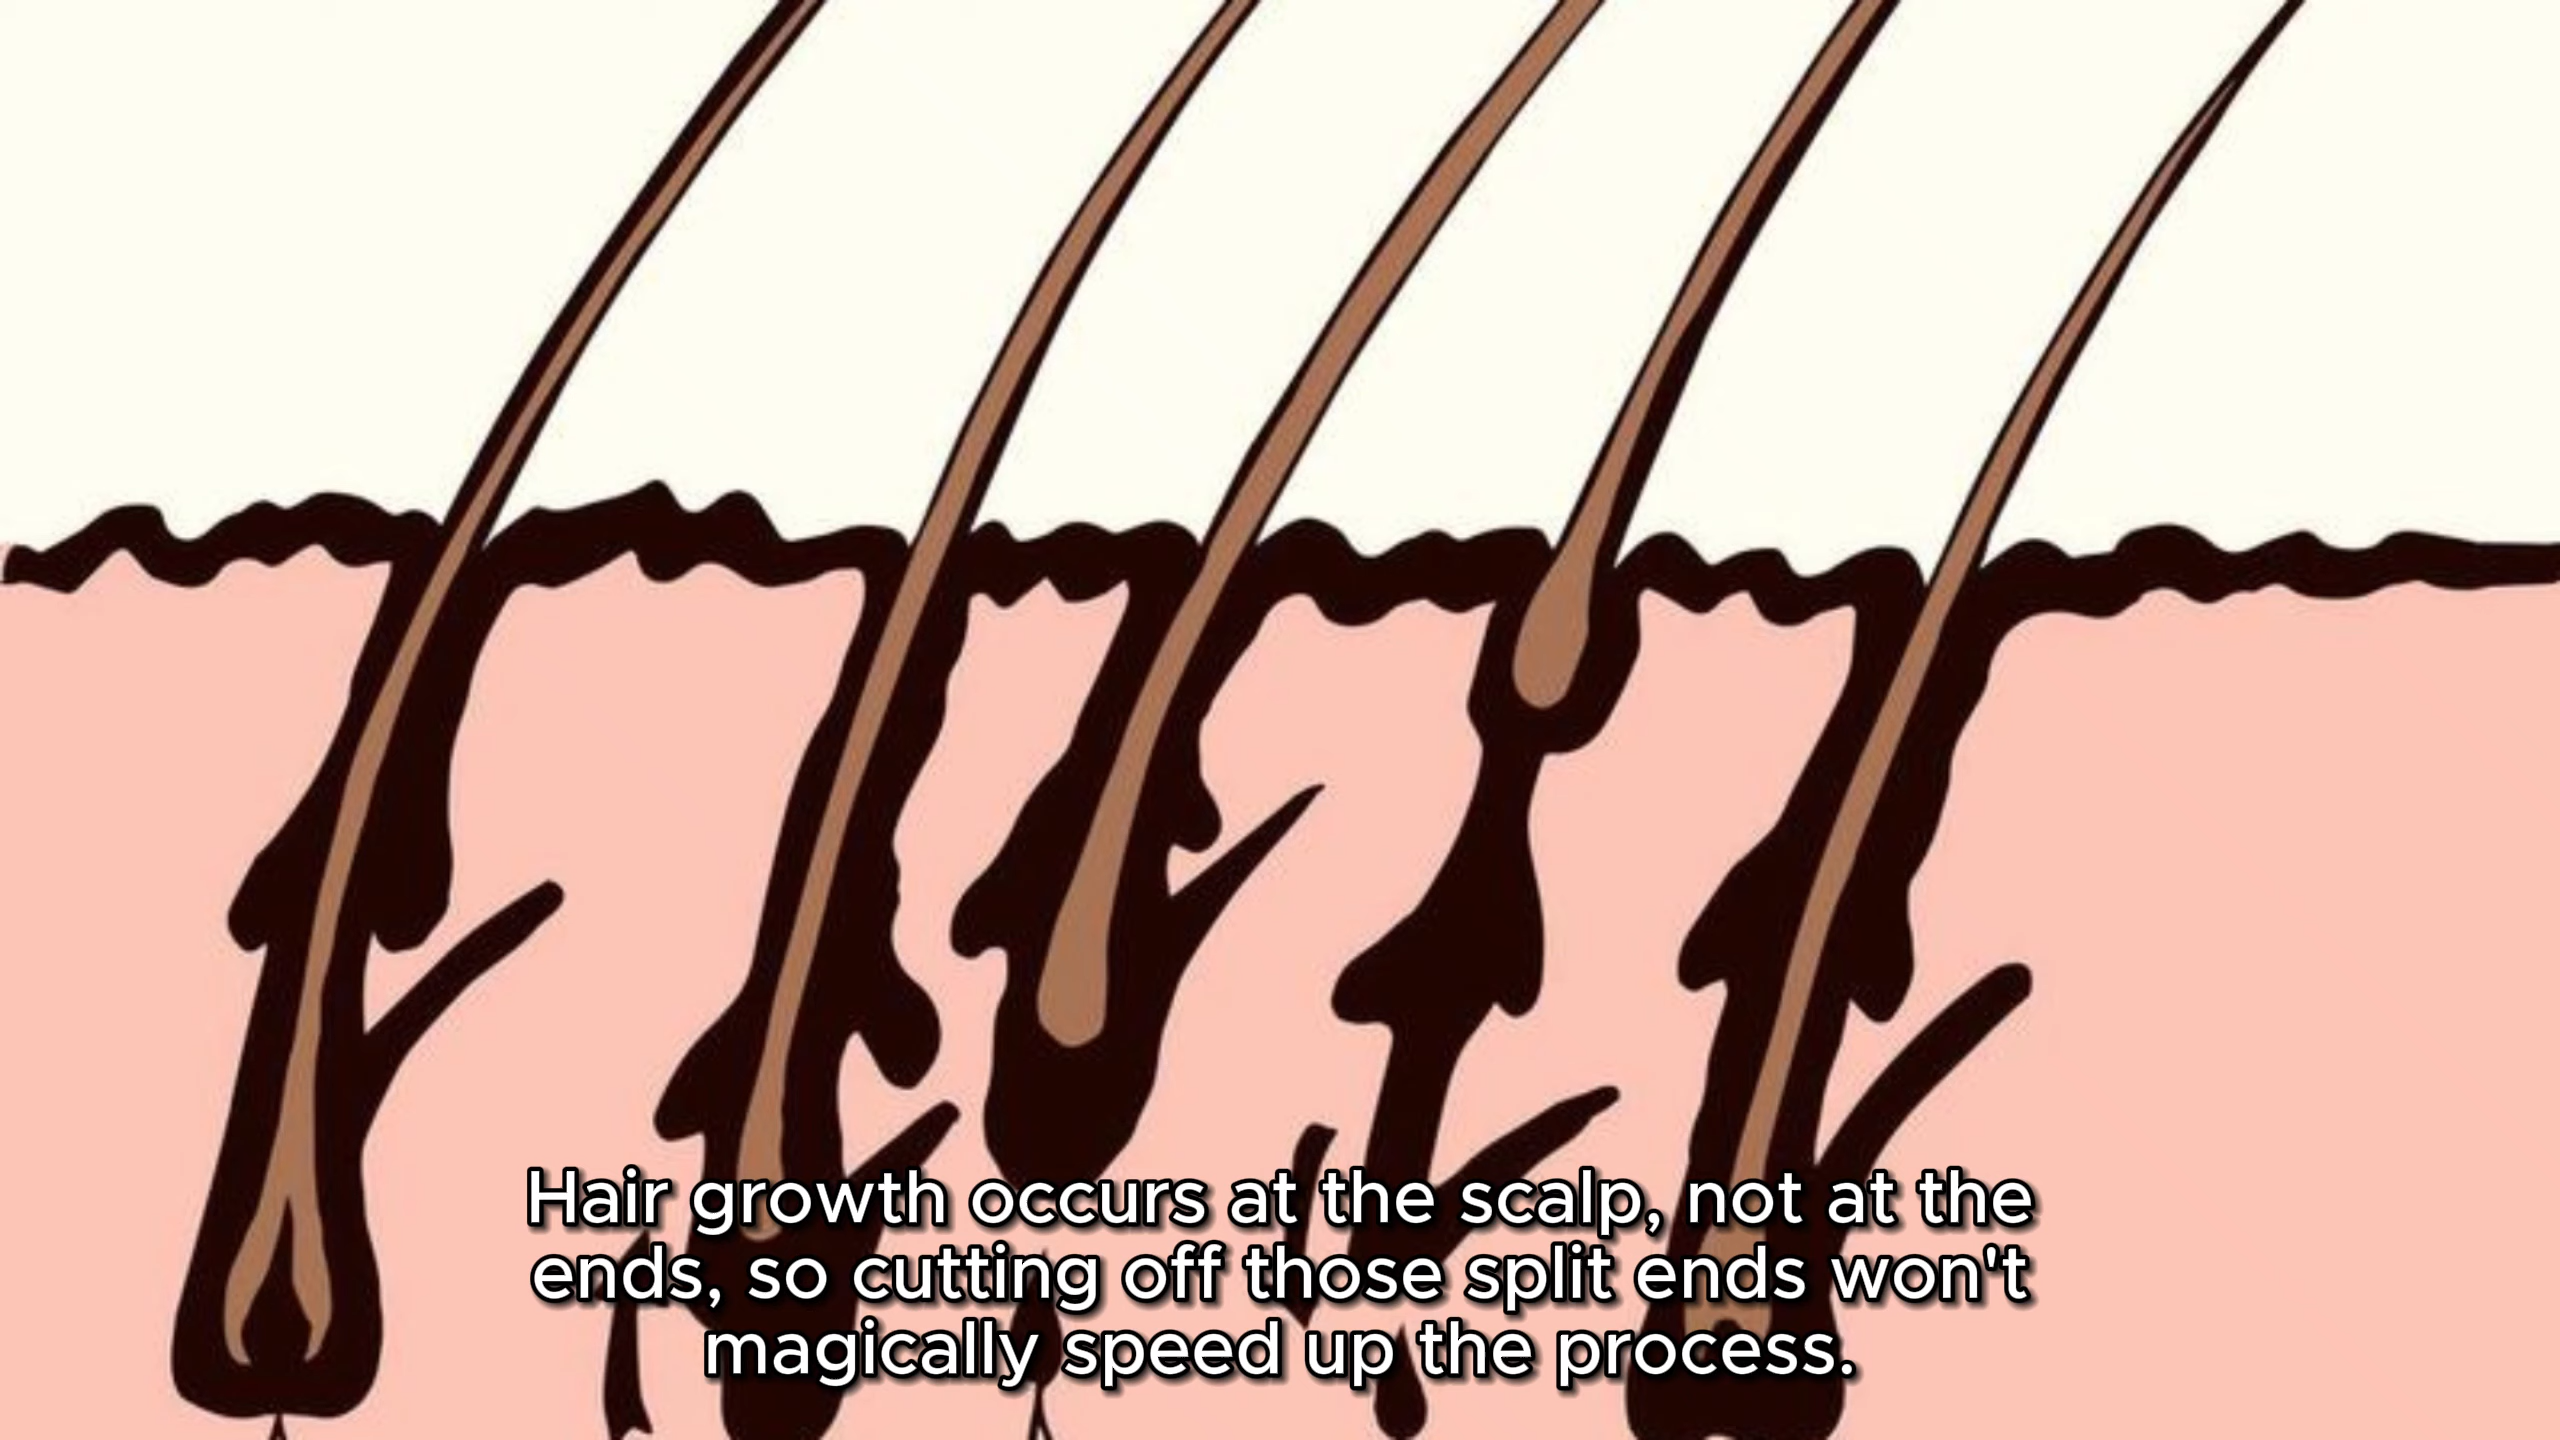 Hair growth occurs at the scalp, not at the
ends, so cutting off those split ends won't
magically speed up the process.